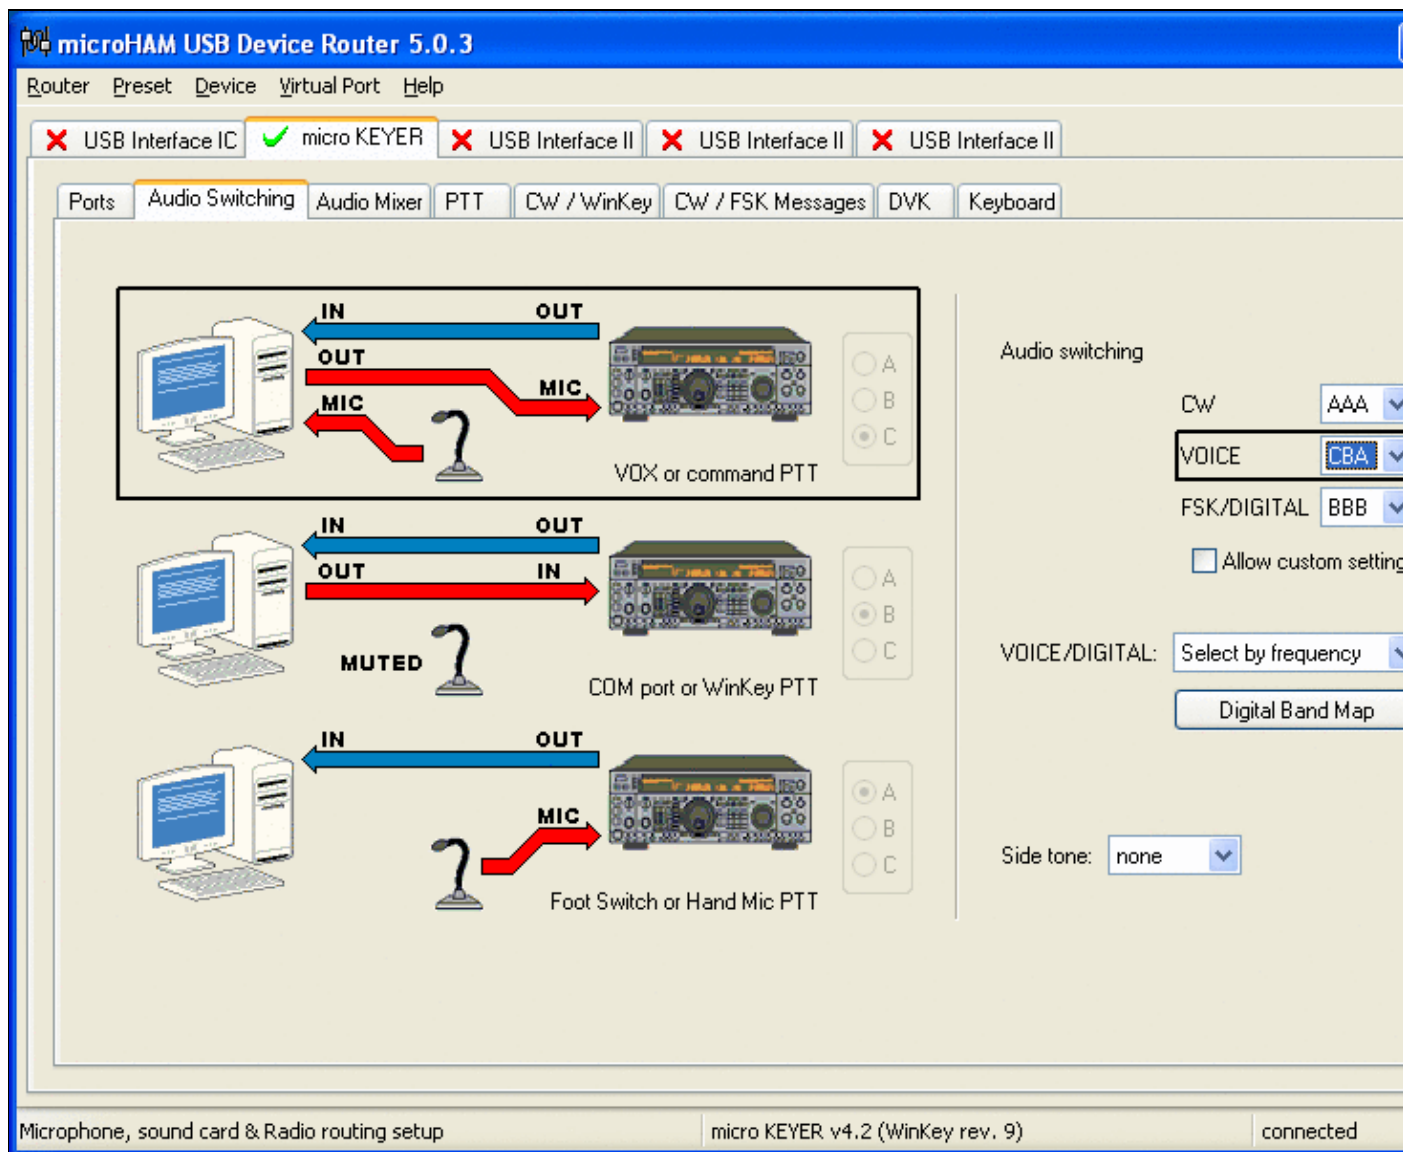 microHAM USB Device Router 5.0.3
Router Preset Device Virtual Port Help
USB Interface IC micro KEYER USB Interface II USB Interface II USB Interface II
Ports Audio Switching Audio Mixer PTT CW / WinKey CW / FSK Messages DVK Keyboard
IN OUT
OUT
MIC
MIC
A
B
C
VOX or command PTT
IN OUT
OUT IN
MUTED
A
B
C
COM port or WinKey PTT
IN OUT
MIC
A
B
C
Foot Switch or Hand Mic PTT
Audio switching
CW AAA
VOICE CBA
FSK/DIGITAL BBB
Allow custom setting
VOICE/DIGITAL: Select by frequency
Digital Band Map
Side tone: none
Microphone, sound card & Radio routing setup micro KEYER v4.2 (WinKey rev. 9) connected